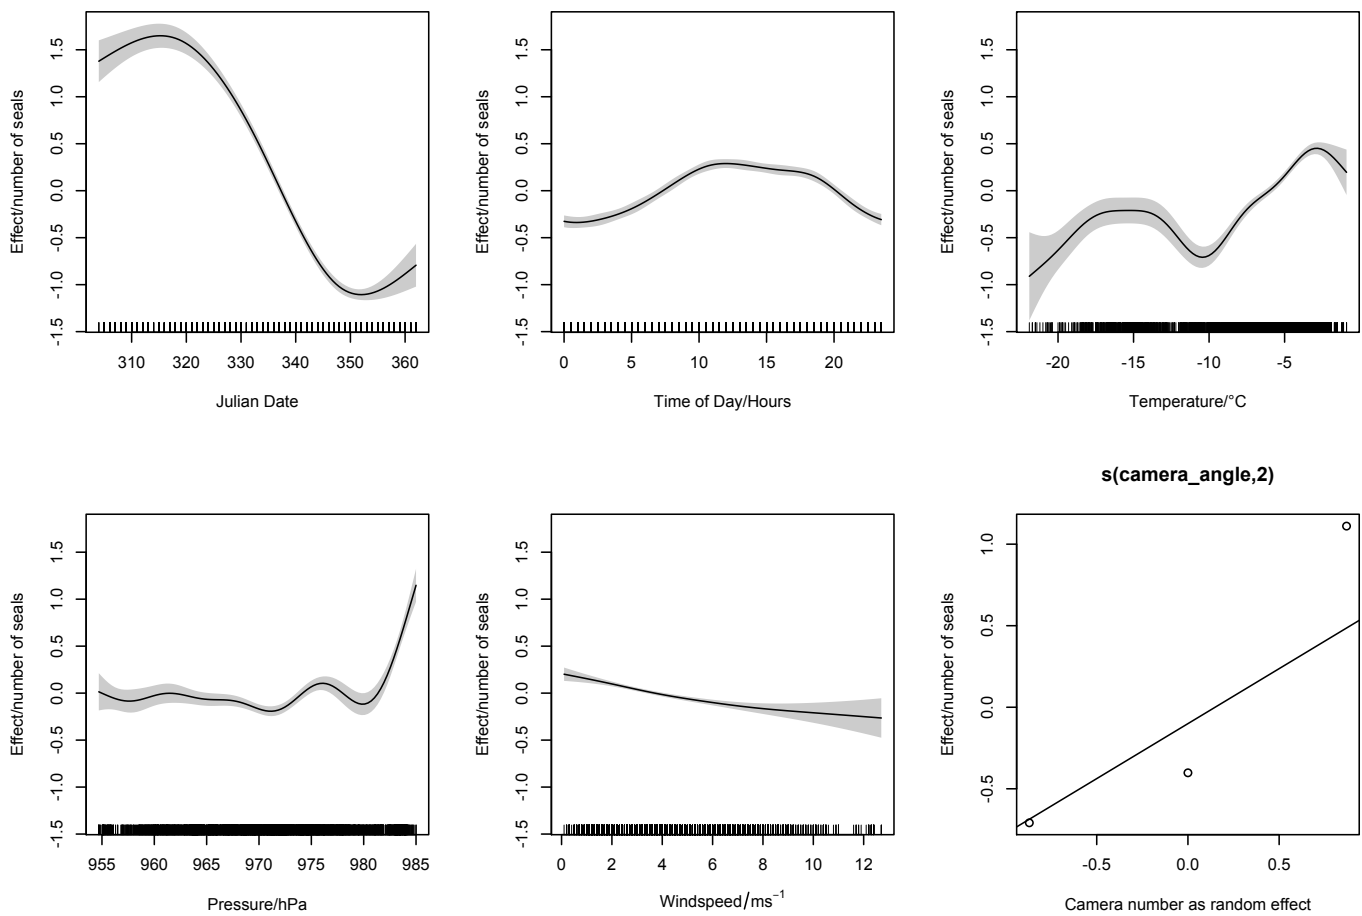 Effect/number of seals
1.5
1.0
0.5
0.0
-0.5
-1.0
-1.5
310 320 330 340 350 360
Julian Date
Effect/number of seals
1.5
1.0
0.5
0.0
-0.5
-1.0
-1.5
0 5 10 15 20
Time of Day/Hours
Effect/number of seals
1.5
1.0
0.5
0.0
-0.5
-1.0
-1.5
-20 -15 -10 -5
Temperature/°C
Effect/number of seals
1.5
1.0
0.5
0.0
-0.5
-1.0
-1.5
955 960 965 970 975 980 985
Pressure/hPa
Effect/number of seals
1.5
1.0
0.5
0.0
-0.5
-1.0
-1.5
0 2 4 6 8 10 12
Windspeed/ms⁻¹
s(camera_angle,2)
Effect/number of seals
1.0
0.5
0.0
-0.5
-0.5 0.0 0.5
Camera number as random effect